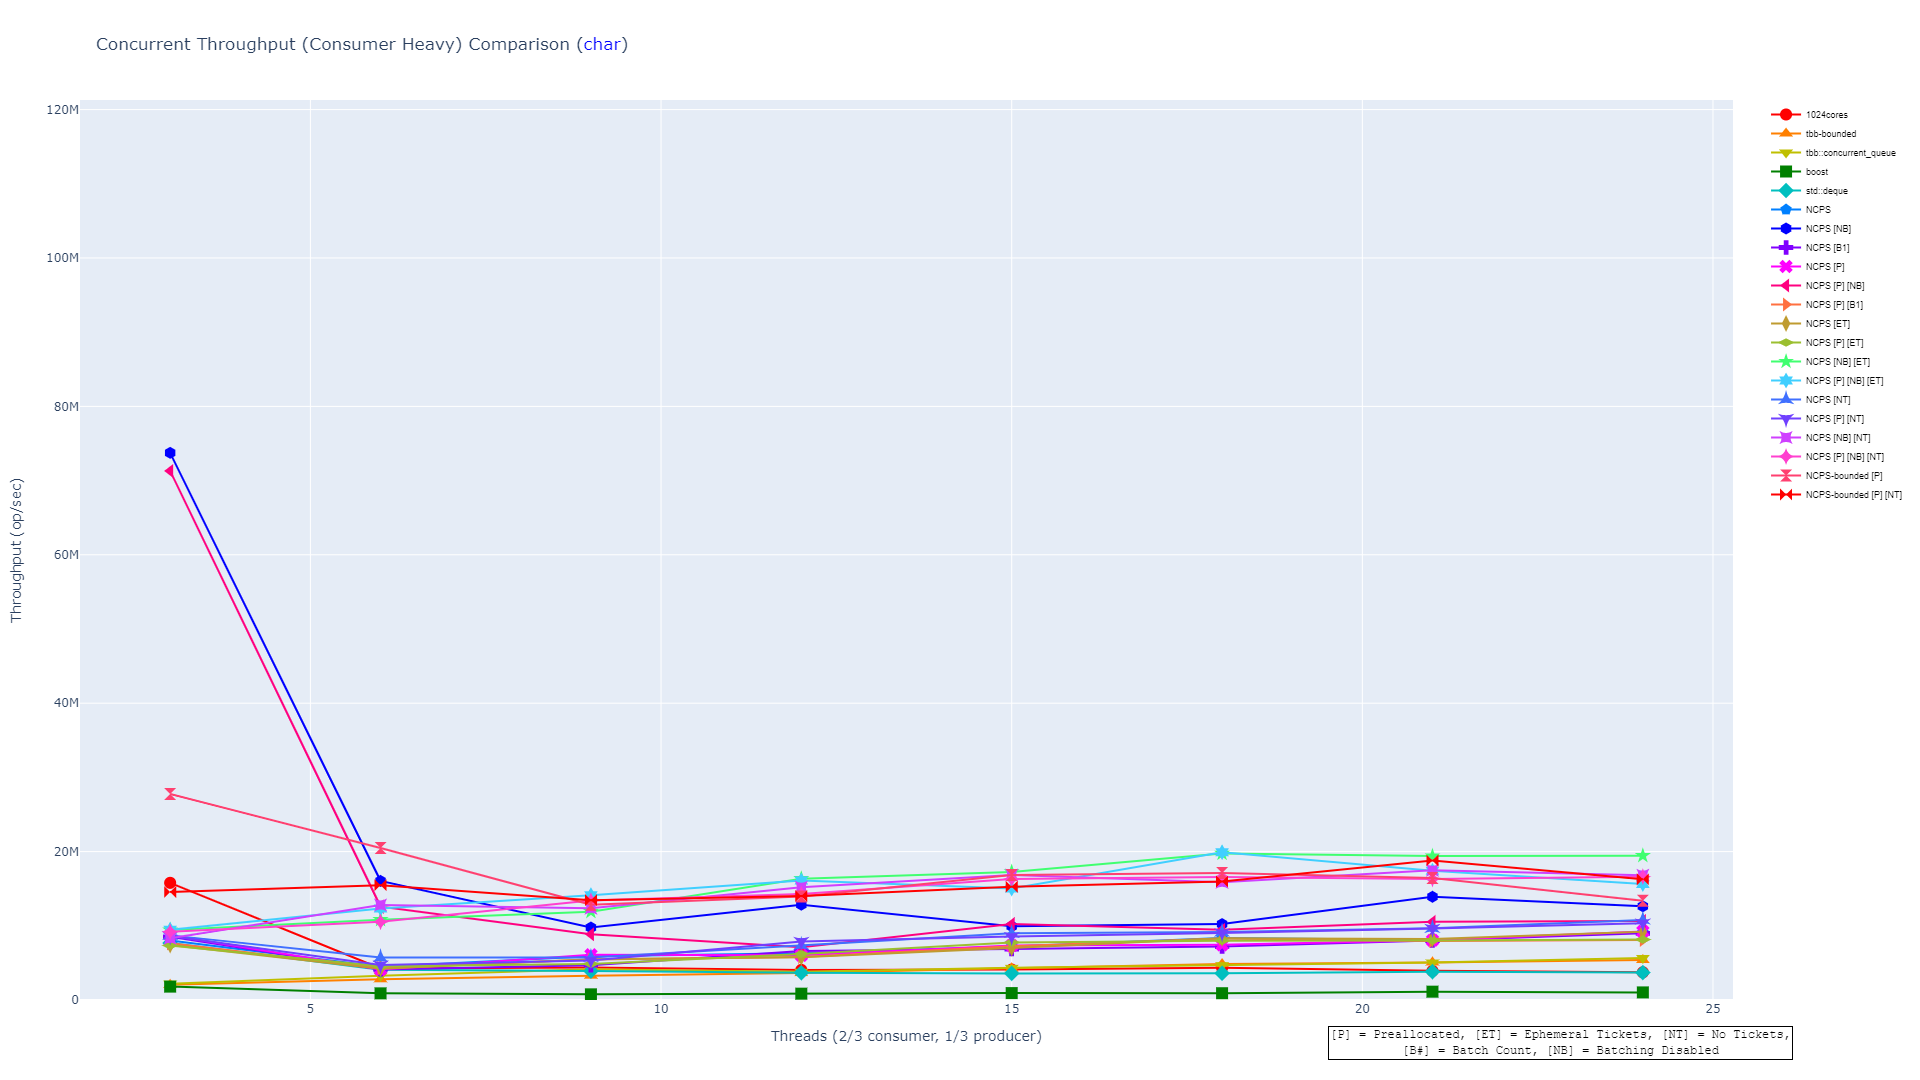 Concurrent Throughput (Consumer Heavy) Comparison (char)
120M
100M
80M
60M
40M
20M
0
Throughput (op/sec)
5
10
15
20
25
Threads (2/3 consumer, 1/3 producer)
1024cores
tbb-bounded
tbb::concurrent_queue
boost
std::deque
NCPS
NCPS [NB]
NCPS [B1]
NCPS [P]
NCPS [P] [NB]
NCPS [P] [B1]
NCPS [ET]
NCPS [P] [ET]
NCPS [NB] [ET]
NCPS [P] [NB] [ET]
NCPS [NT]
NCPS [P] [NT]
NCPS [NB] [NT]
NCPS [P] [NB] [NT]
NCPS-bounded [P]
NCPS-bounded [P] [NT]
[P] = Preallocated, [ET] = Ephemeral Tickets, [NT] = No Tickets,
[B#] = Batch Count, [NB] = Batching Disabled